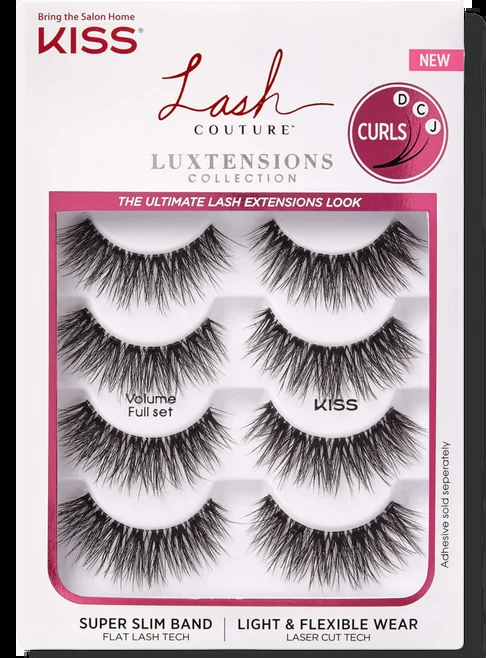 Bring the Salon Home
KISS®
NEW
Lash
COUTURE™
CURLS
D
C
J
LUXTENSIONS
COLLECTION
THE ULTIMATE LASH EXTENSIONS LOOK
Volume
Full set
KISS
Adhesive sold seperately
SUPER SLIM BAND
FLAT LASH TECH
LIGHT & FLEXIBLE WEAR
LASER CUT TECH